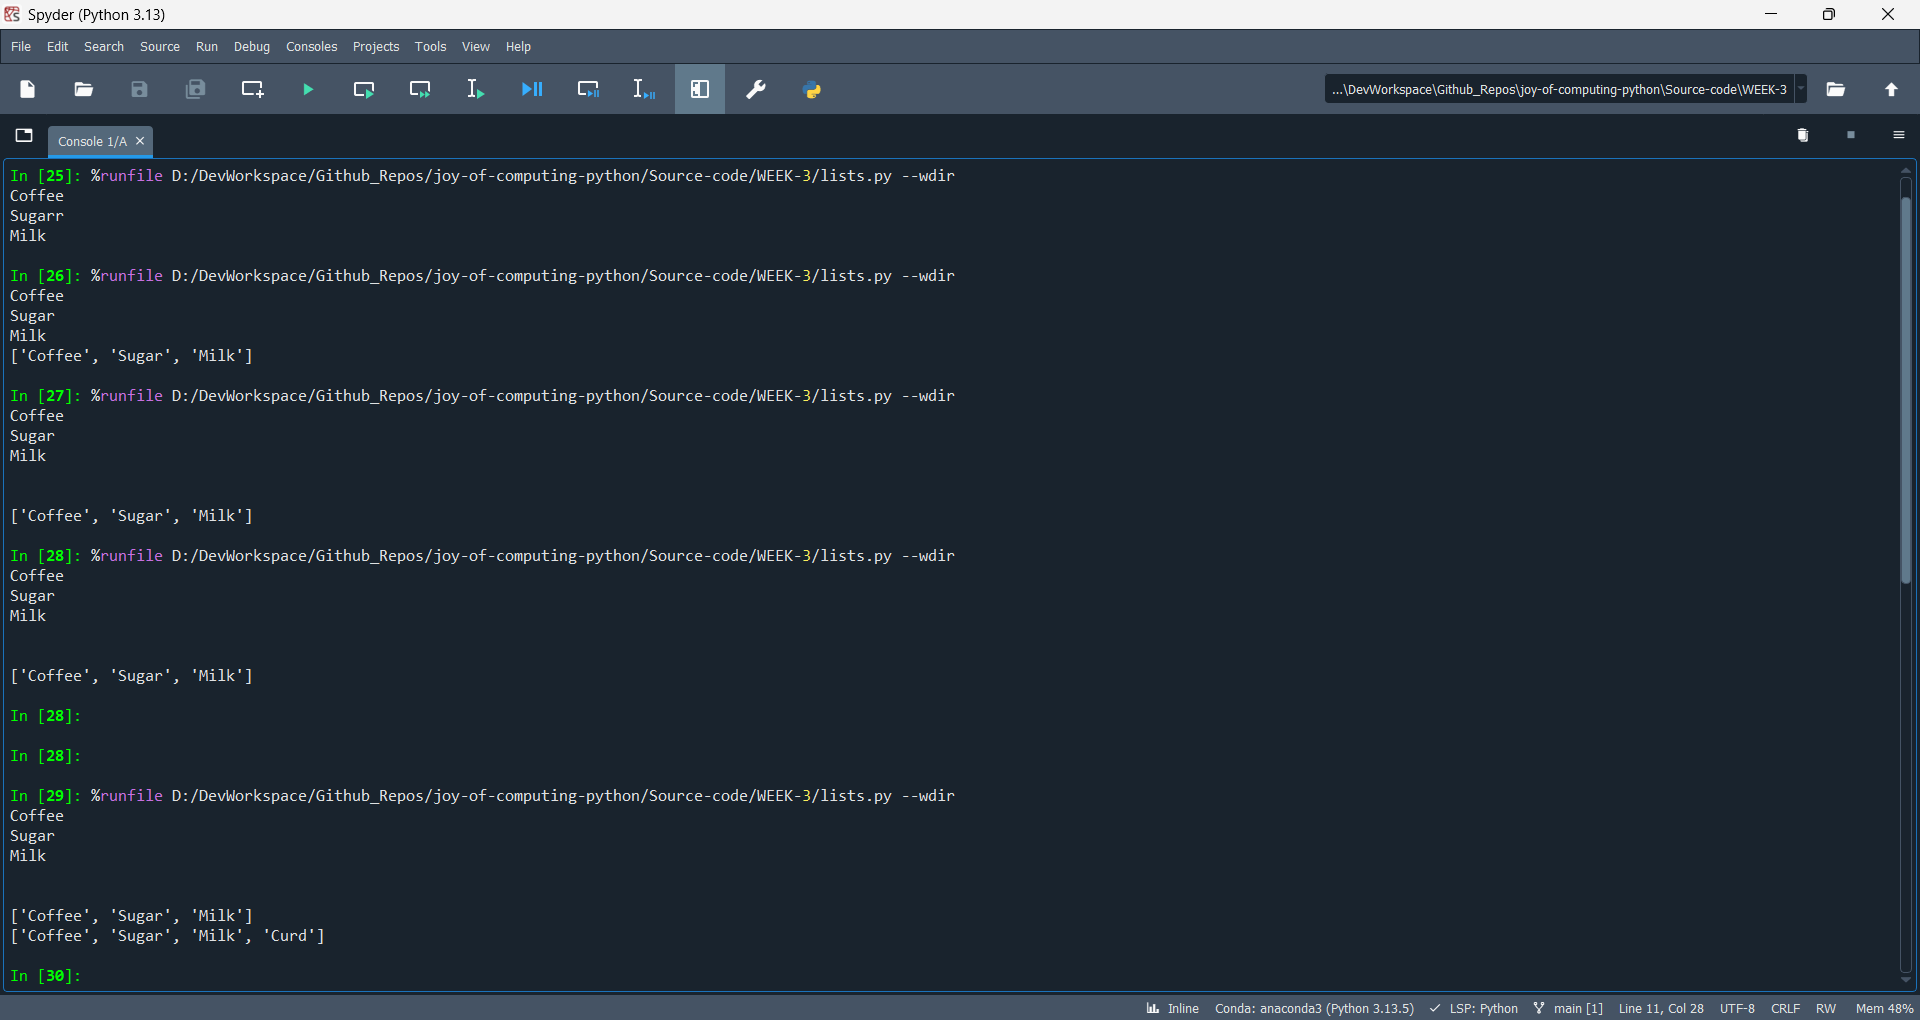 Spyder (Python 3.13)
File Edit Search Source Run Debug Consoles Projects Tools View Help
...\DevWorkspace\Github_Repos\joy-of-computing-python\Source-code\WEEK-3
Console 1/A
In [25]: %runfile D:/DevWorkspace/Github_Repos/joy-of-computing-python/Source-code/WEEK-3/lists.py --wdir
Coffee
Sugarr
Milk
In [26]: %runfile D:/DevWorkspace/Github_Repos/joy-of-computing-python/Source-code/WEEK-3/lists.py --wdir
Coffee
Sugar
Milk
['Coffee', 'Sugar', 'Milk']
In [27]: %runfile D:/DevWorkspace/Github_Repos/joy-of-computing-python/Source-code/WEEK-3/lists.py --wdir
Coffee
Sugar
Milk
['Coffee', 'Sugar', 'Milk']
In [28]: %runfile D:/DevWorkspace/Github_Repos/joy-of-computing-python/Source-code/WEEK-3/lists.py --wdir
Coffee
Sugar
Milk
['Coffee', 'Sugar', 'Milk']
In [28]:
In [28]:
In [29]: %runfile D:/DevWorkspace/Github_Repos/joy-of-computing-python/Source-code/WEEK-3/lists.py --wdir
Coffee
Sugar
Milk
['Coffee', 'Sugar', 'Milk']
['Coffee', 'Sugar', 'Milk', 'Curd']
In [30]:
Inline Conda: anaconda3 (Python 3.13.5) LSP: Python main [1] Line 11, Col 28 UTF-8 CRLF RW Mem 48%